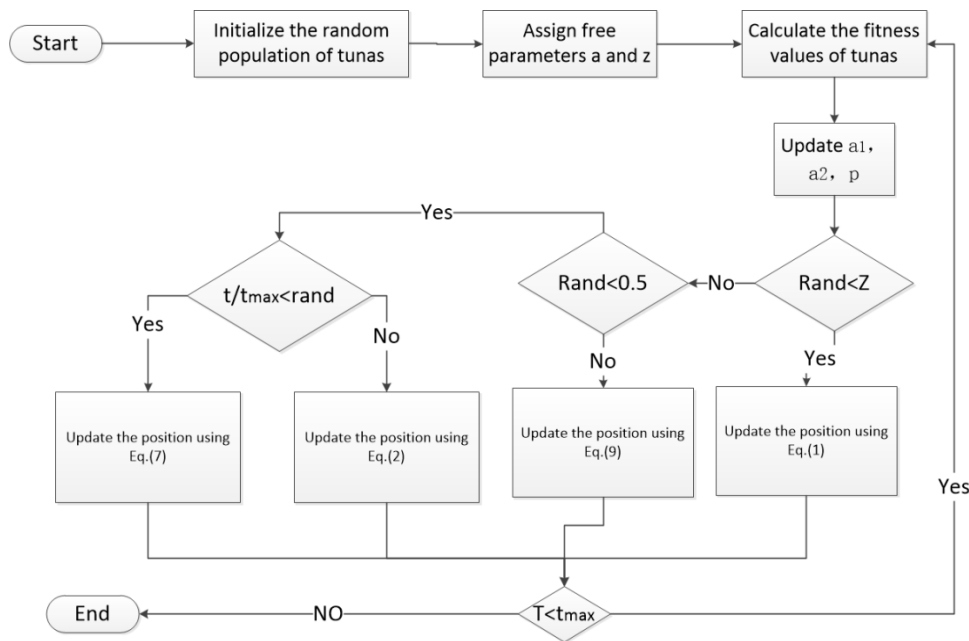 Start
Initialize the random
population of tunas
Assign free
parameters a and z
Calculate the fitness
values of tunas
Update a1,
a2, p
Yes
t/tmax<rand
Rand<0.5
No
Rand<Z
Yes
No
No
Yes
Update the position using
Eq.(7)
Update the position using
Eq.(2)
Update the position using
Eq.(9)
Update the position using
Eq.(1)
Yes
End
NO
T<tmax